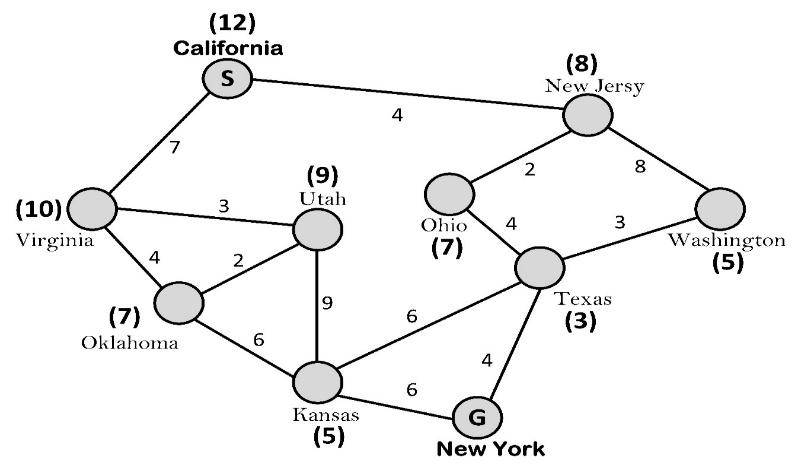 (12)
California
S
(8)
New Jersy
4
7
2
8
(9)
Utah
(10)
Virginia
3
Ohio
(7)
4
3
Washington
(5)
4
2
(7)
Oklahoma
9
Texas
(3)
6
6
4
Kansas
(5)
6
G
New York